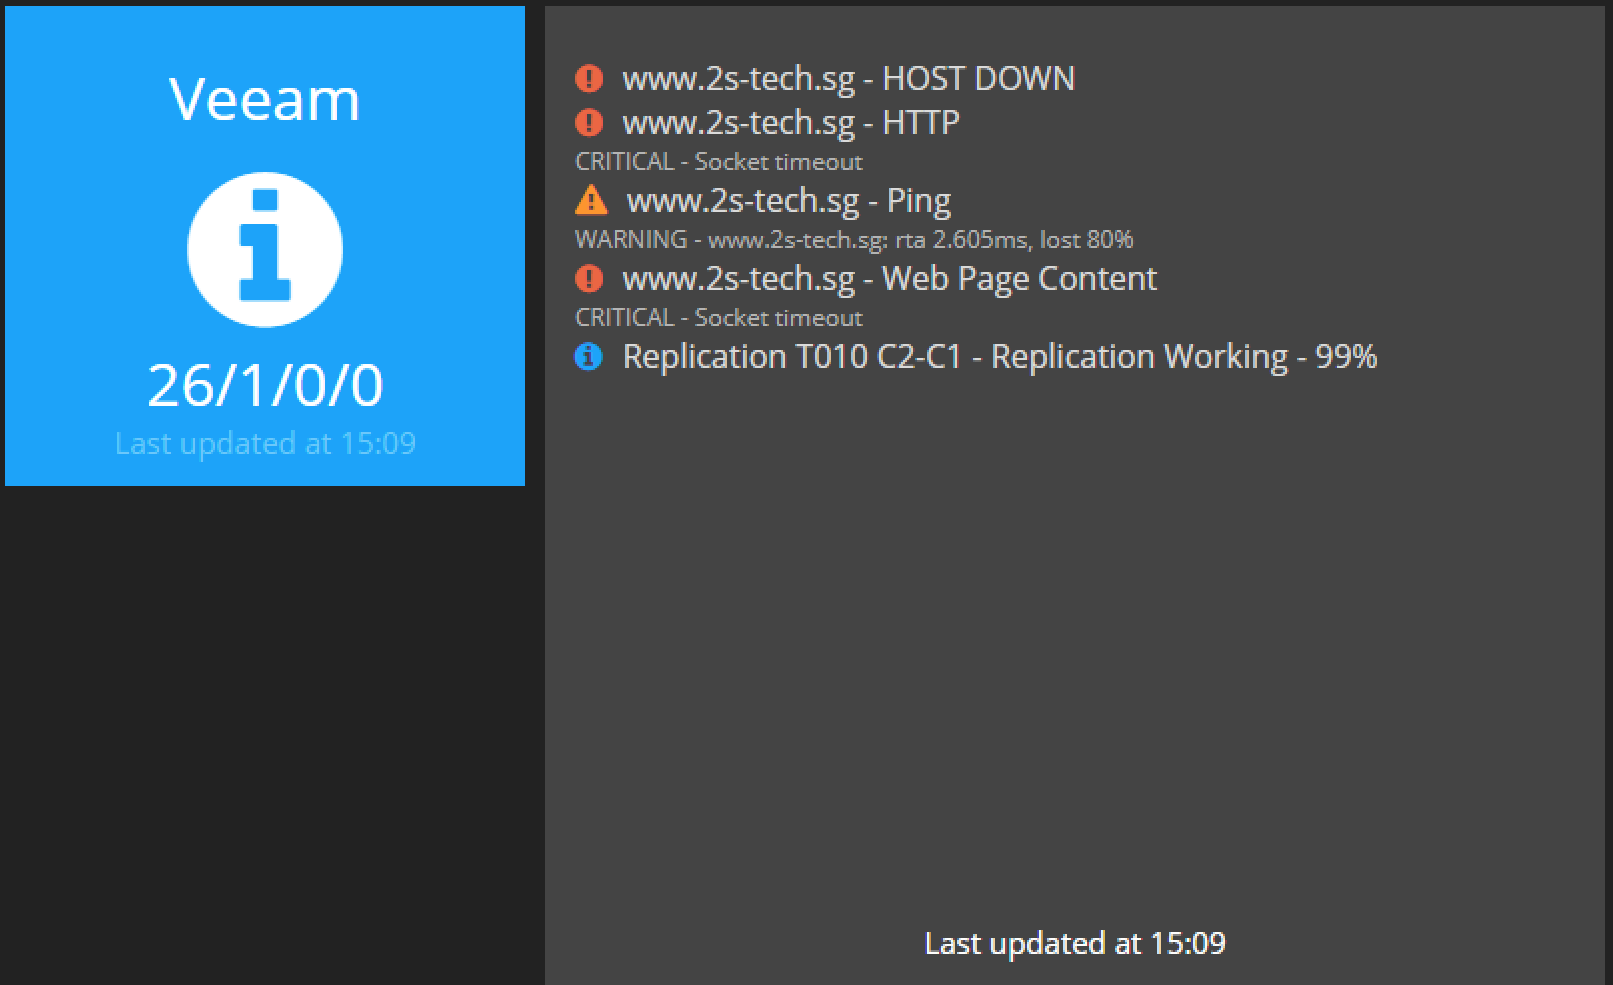 Veeam
26/1/0/0
Last updated at 15:09
www.2s-tech.sg - HOST DOWN
www.2s-tech.sg - HTTP
CRITICAL - Socket timeout
www.2s-tech.sg - Ping
WARNING - www.2s-tech.sg: rta 2.605ms, lost 80%
www.2s-tech.sg - Web Page Content
CRITICAL - Socket timeout
Replication T010 C2-C1 - Replication Working - 99%
Last updated at 15:09